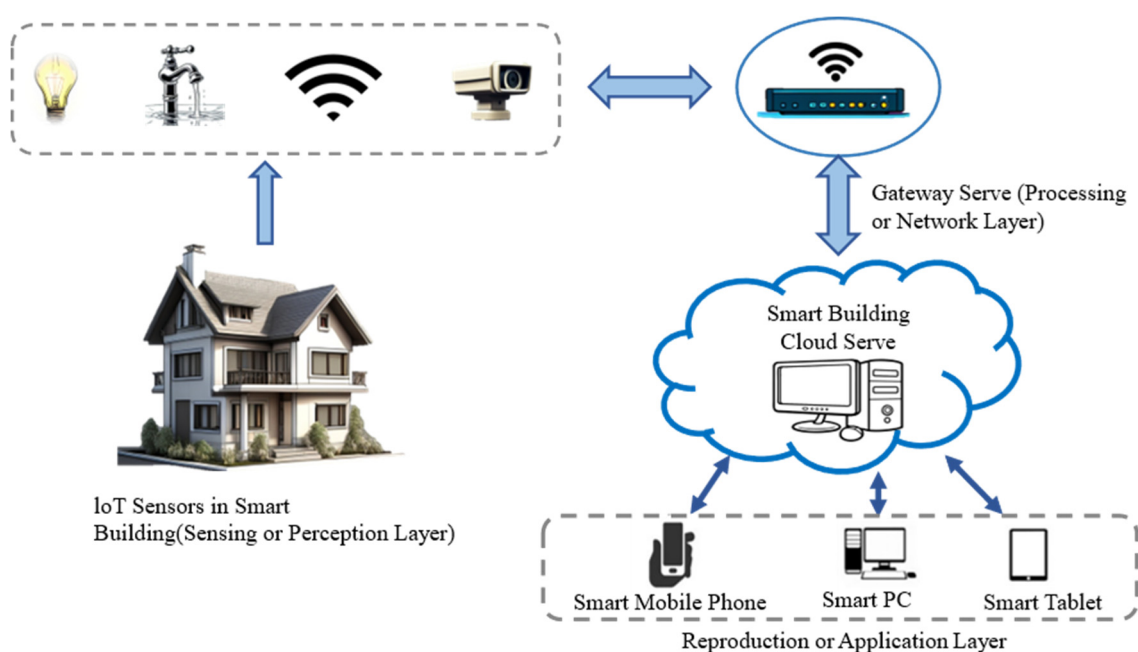 Gateway Serve (Processing
or Network Layer)
Smart Building
Cloud Serve
loT Sensors in Smart
Building(Sensing or Perception Layer)
Smart Mobile Phone
Smart PC
Smart Tablet
Reproduction or Application Layer